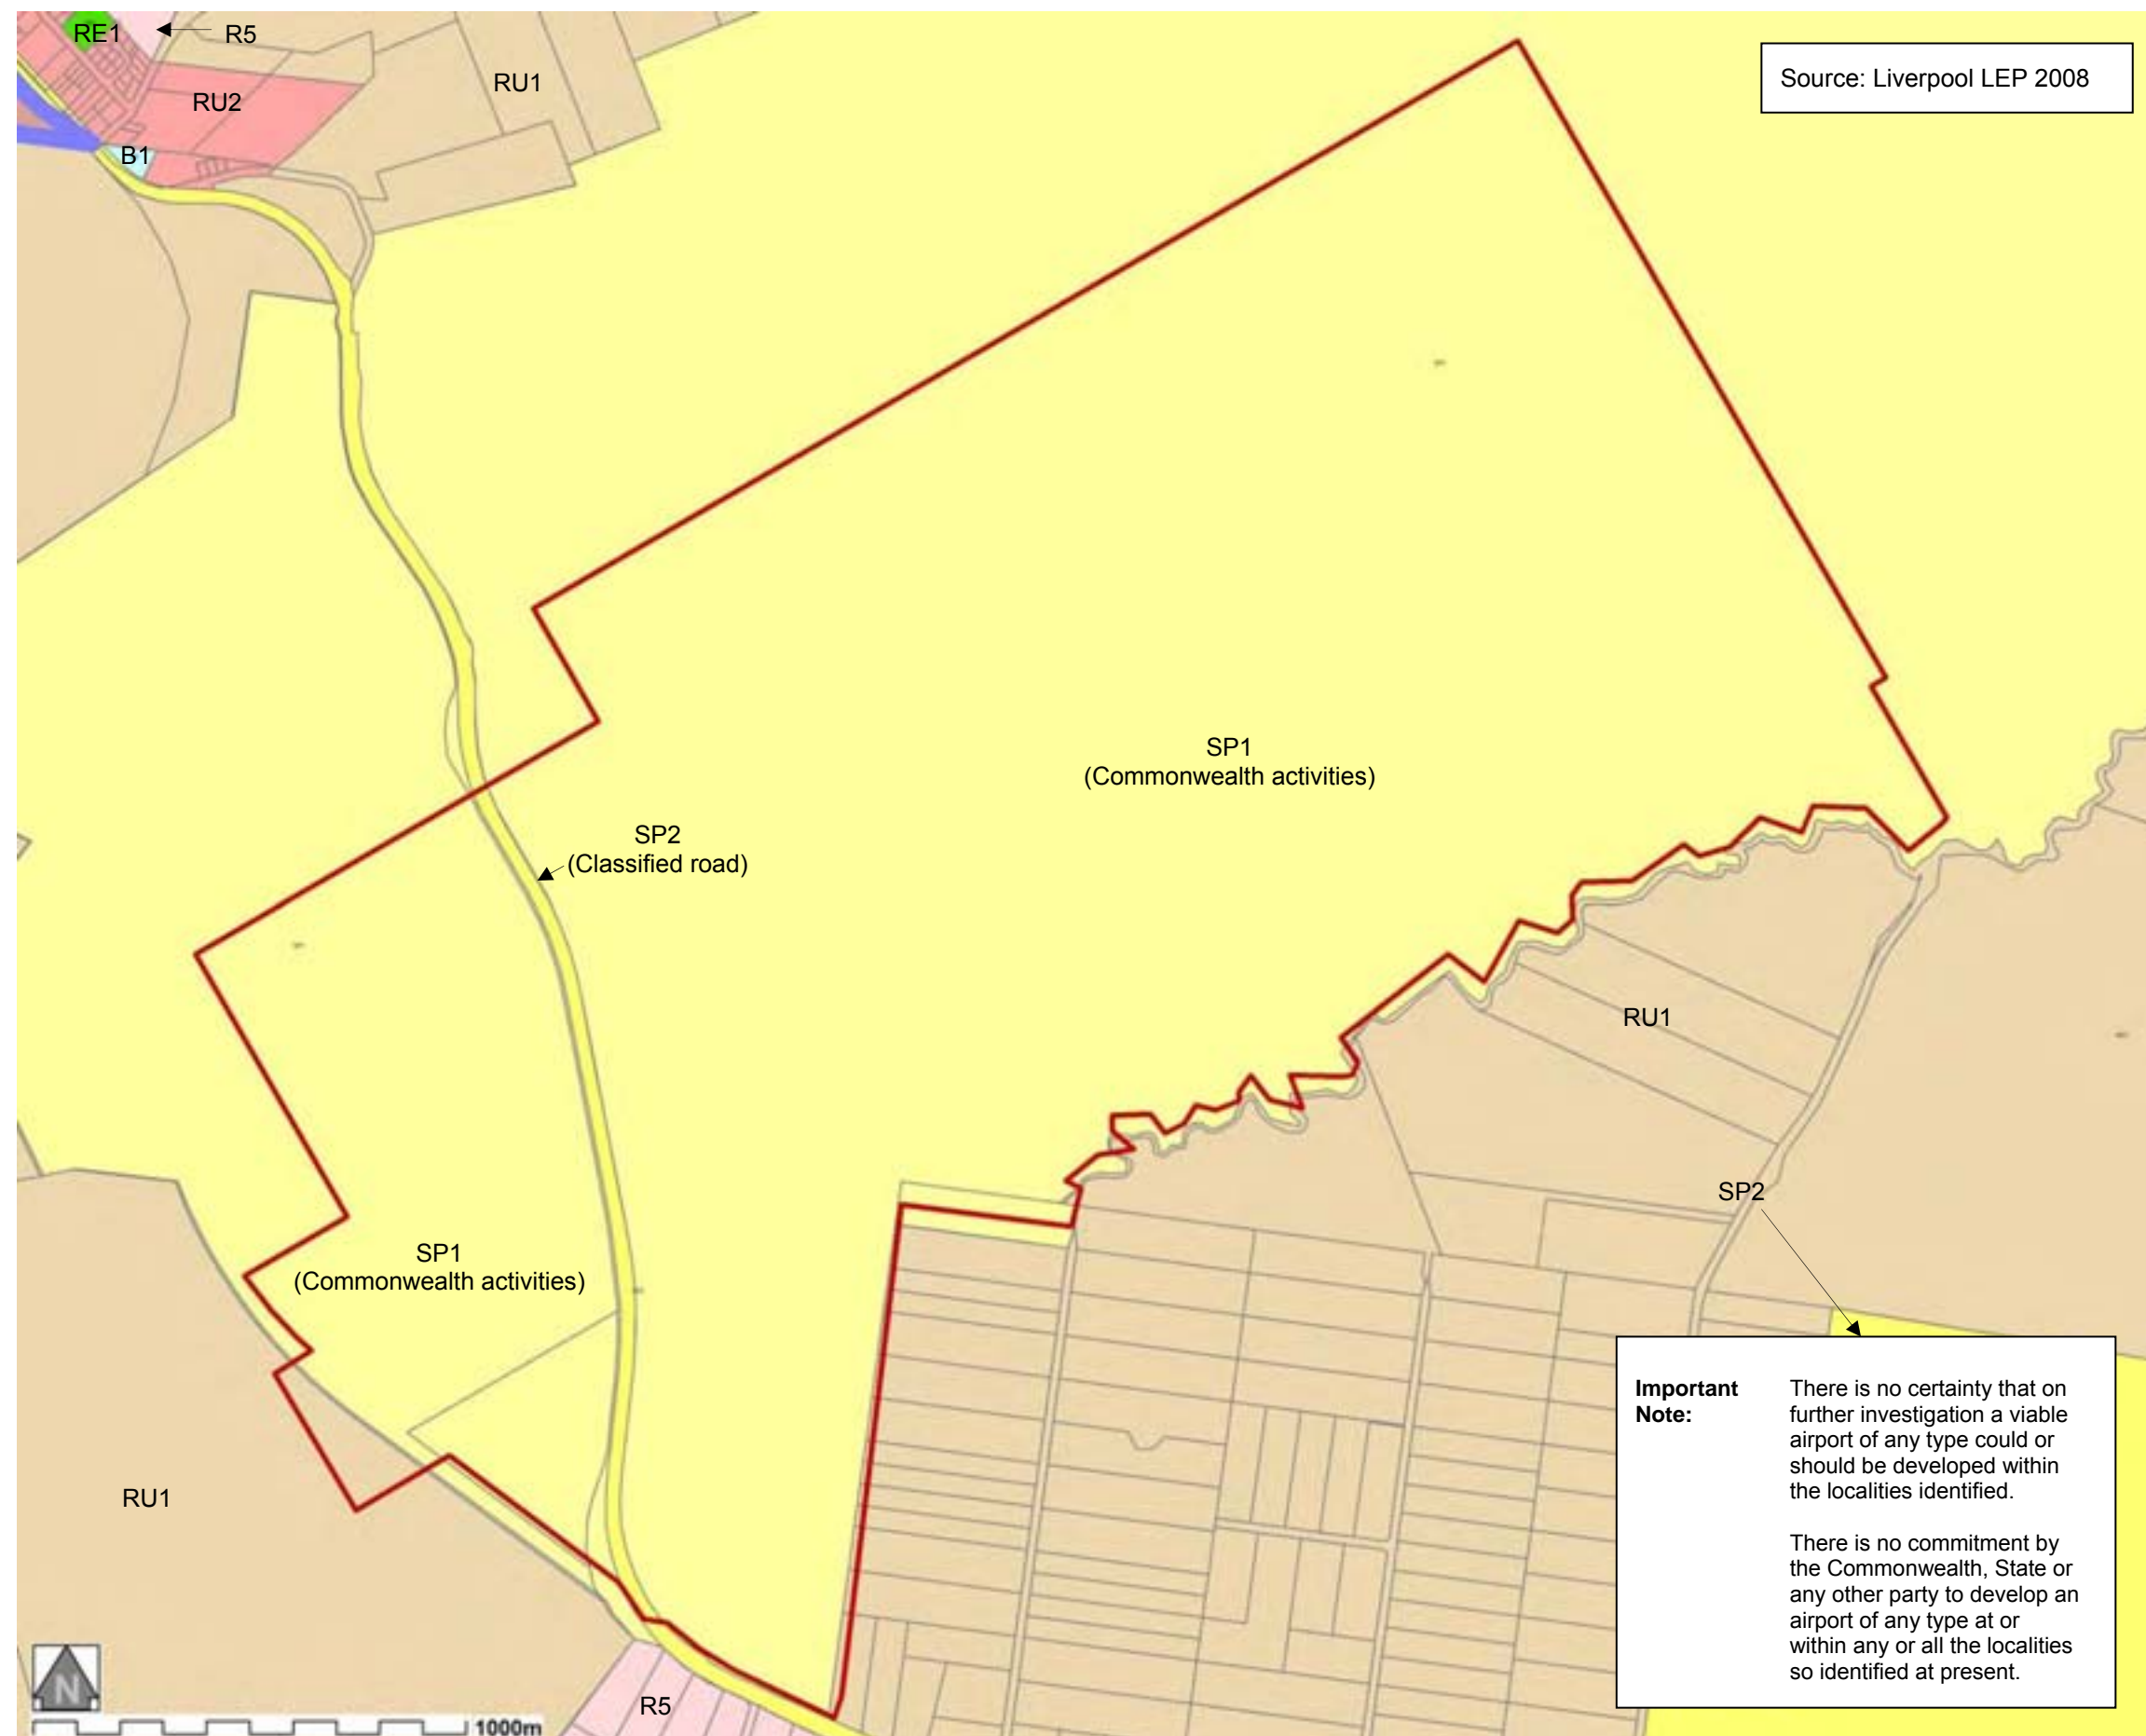 RE1
R5
RU2
RU1
B1
Source: Liverpool LEP 2008
SP1
(Commonwealth activities)
SP2
(Classified road)
RU1
SP2
SP1
(Commonwealth activities)
RU1
Important
Note:
There is no certainty that on
further investigation a viable
airport of any type could or
should be developed within
the localities identified.
There is no commitment by
the Commonwealth, State or
any other party to develop an
airport of any type at or
within any or all the localities
so identified at present.
N
R5
1000m